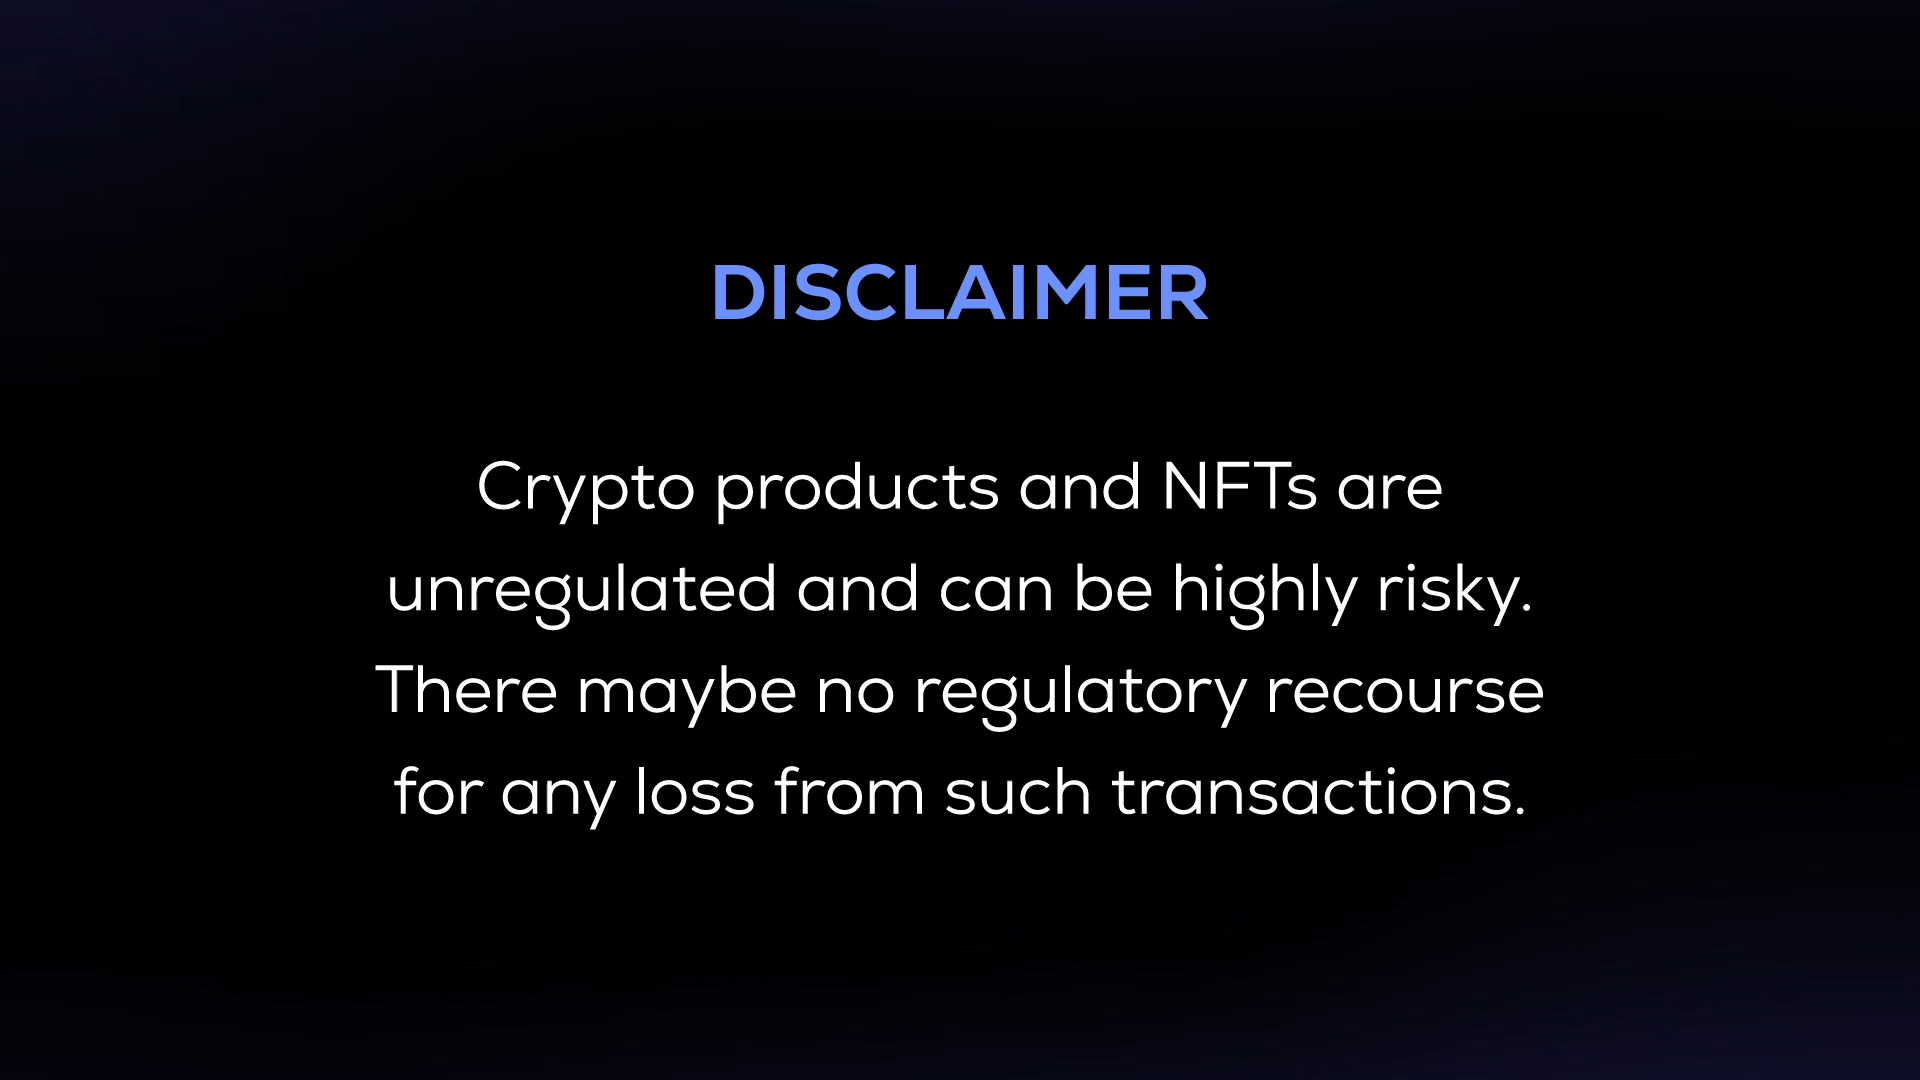 DISCLAIMER
Crypto products and NFTs are
unregulated and can be highly risky.
There maybe no regulatory recourse
for any loss from such transactions.